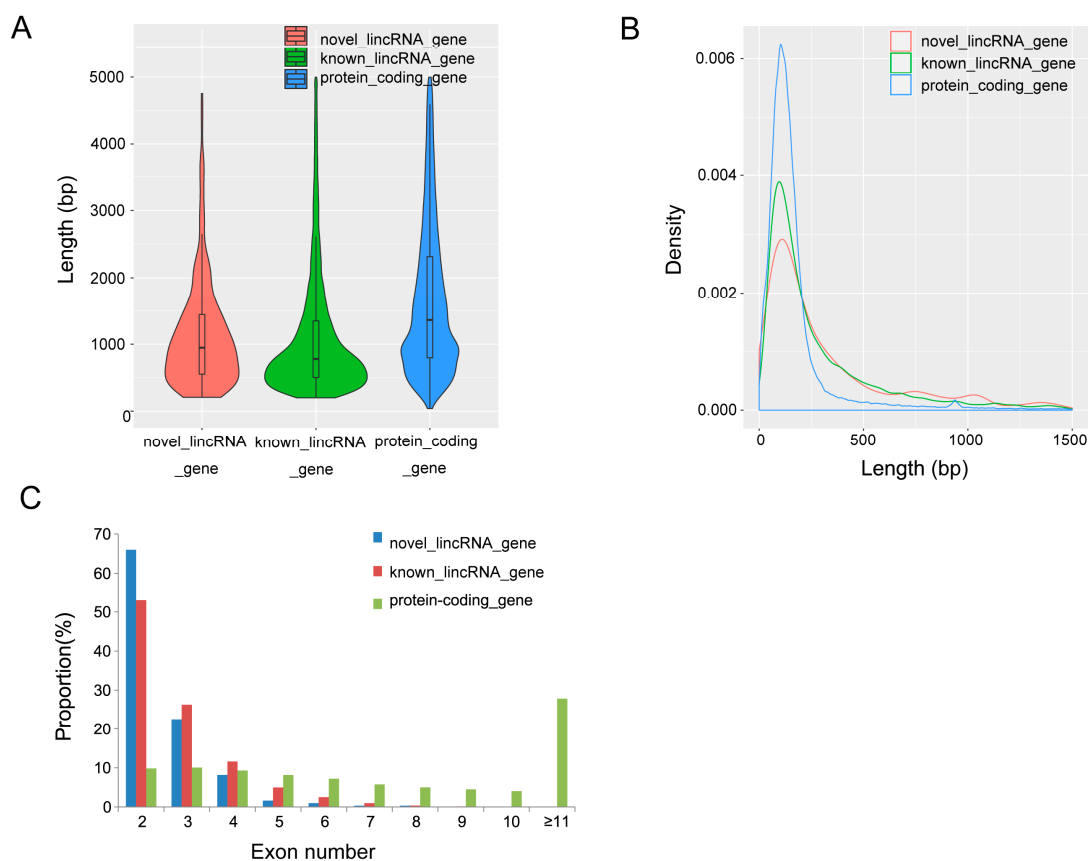 A
novel_lincRNA_gene
known_lincRNA_gene
protein_coding_gene
Length (bp)
5000
4000
3000
2000
1000
0
novel_lincRNA known_lincRNA protein_coding
_gene _gene _gene
B
novel_lincRNA_gene
known_lincRNA_gene
protein_coding_gene
Density
0.006
0.004
0.002
0.000
0 500 1000 1500
Length (bp)
C
novel_lincRNA_gene
known_lincRNA_gene
protein-coding_gene
Proportion(%)
70
60
50
40
30
20
10
0
2 3 4 5 6 7 8 9 10 ≥11
Exon number